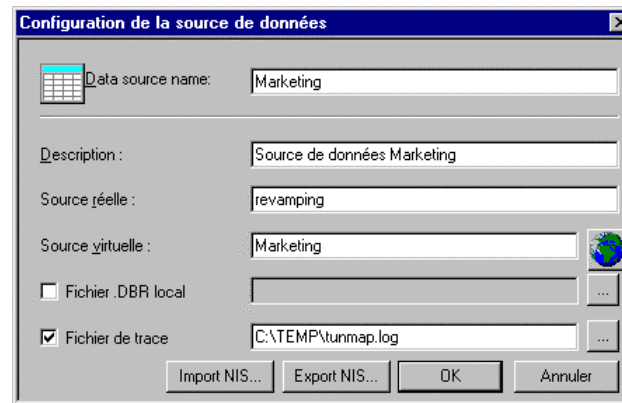 Configuration de la source de données
Data source name: Marketing
Description : Source de données Marketing
Source réelle : revamping
Source virtuelle : Marketing
Fichier .DBR local ...
Fichier de trace C:\TEMP\tunmap.log ...
Import NIS... Export NIS... OK Annuler